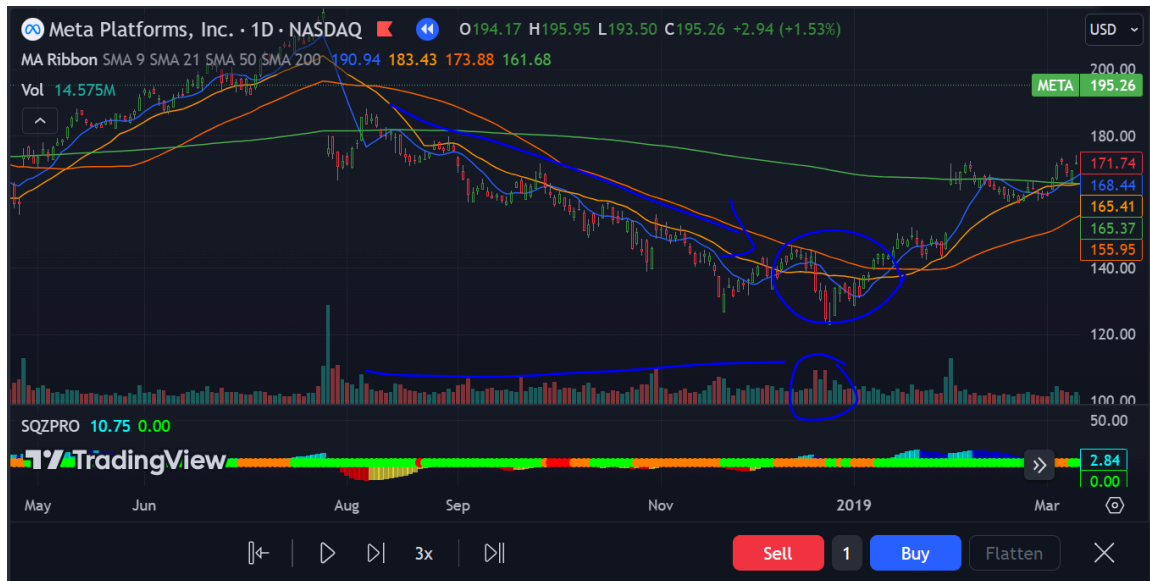 Meta Platforms, Inc. · 1D · NASDAQ O194.17 H195.95 L193.50 C195.26 +2.94 (+1.53%) USD
MA Ribbon SMA 9 SMA 21 SMA 50 SMA 200 190.94 183.43 173.88 161.68
200.00
META 195.26
Vol 14.575M
180.00
171.74
168.44
165.41
165.37
155.95
140.00
120.00
100.00
SQZPRO 10.75 0.00
50.00
TradingView
2.84
0.00
May Jun Aug Sep Nov 2019 Mar
3x Sell 1 Buy Flatten